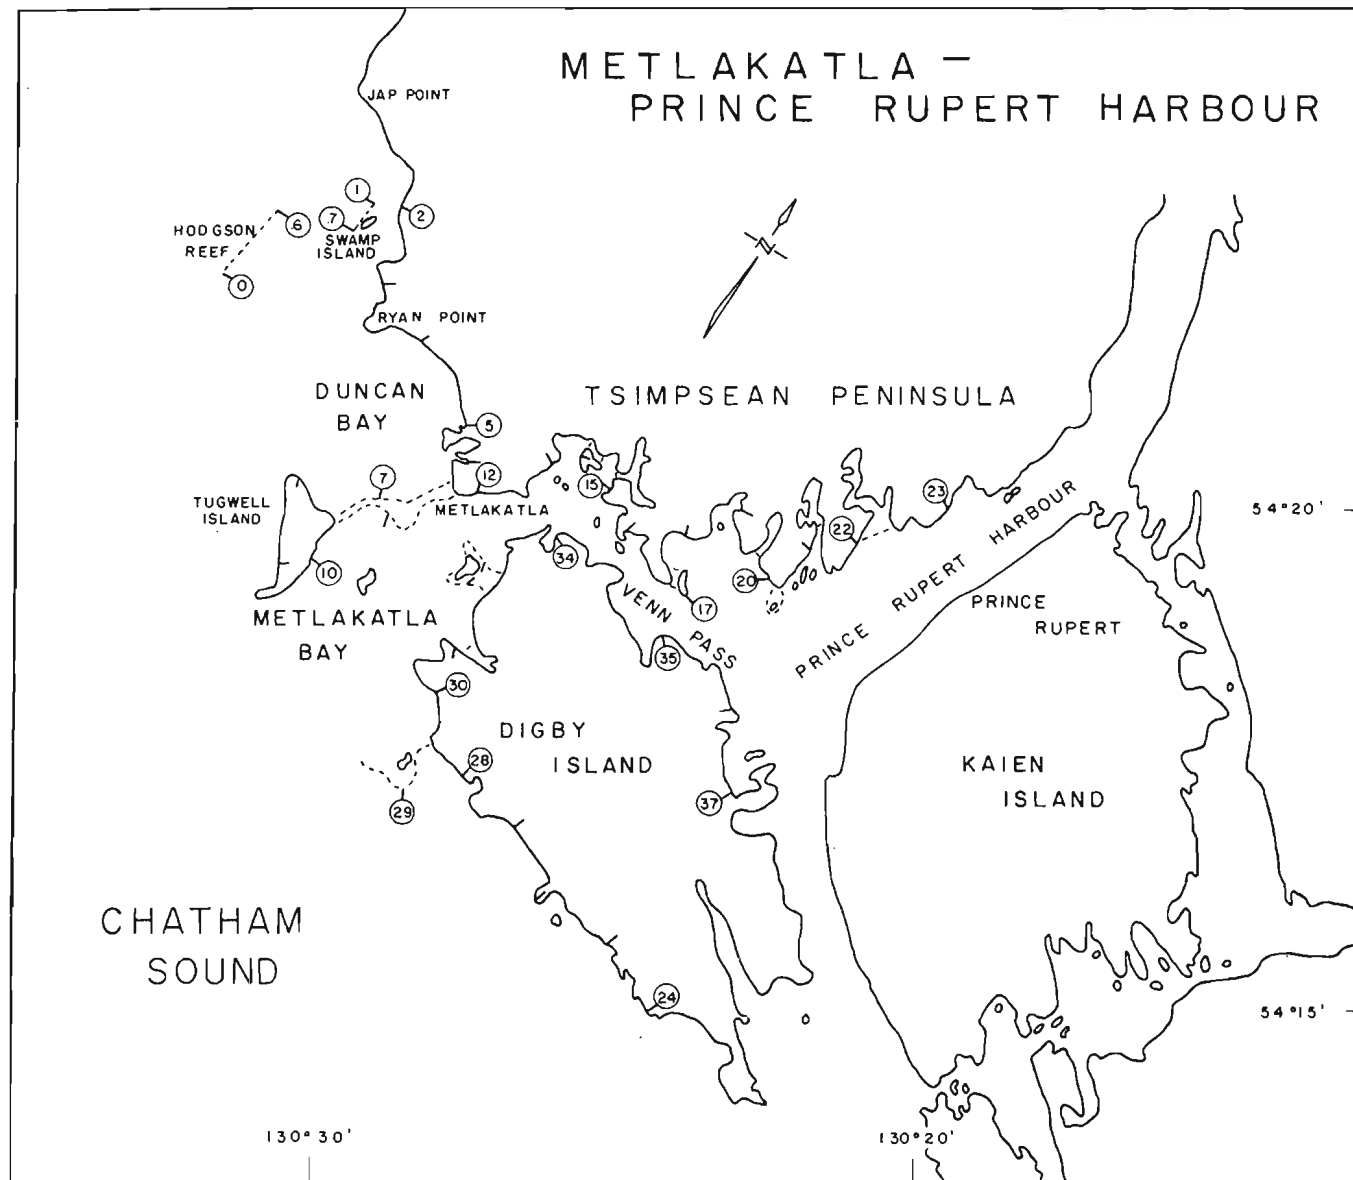 METLAKATLA —
PRINCE RUPERT HARBOUR
JAP POINT
1
.7
2
.6
HODGSON
REEF
SWAMP
ISLAND
0
N
RYAN POINT
DUNCAN
BAY
TSIMPSEAN PENINSULA
5
7
12
15
23
TUGWELL
ISLAND
METLAKATLA
54°20'
22
10
34
20
17
METLAKATLA
BAY
VENN PASS
PRINCE RUPERT HARBOUR
PRINCE
RUPERT
35
30
DIGBY
ISLAND
28
29
37
KAIEN
ISLAND
CHATHAM
SOUND
24
54°15'
130°30'
130°20'